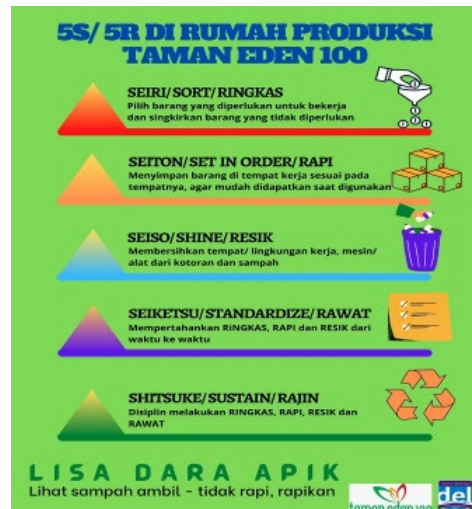 5S/ 5R DI RUMAH PRODUKSI
TAMAN EDEN 100
SEIRI/SORT/RINGKAS
Pilih barang yang diperlukan untuk bekerja
dan singkirkan barang yang tidak diperlukan
SEITON/SET IN ORDER/RAPI
Menyimpan barang di tempat kerja sesuai pada
tempatnya, agar mudah didapatkan saat digunakan
SEISO/SHINE/RESIK
Membersihkan tempat/ lingkungan kerja, mesin/
alat dari kotoran dan sampah
SEIKETSU/STANDARDIZE/RAWAT
Mempertahankan RiNGKAS, RAPI dan RESIK dari
waktu ke waktu
SHITSUKE/SUSTAIN/RAJIN
Disiplin melakukan RINGKAS, RAPI, RESIK dan
RAWAT
LISA DARA APIK
Lihat sampah ambil - tidak rapi, rapikan
taman eden 100
del